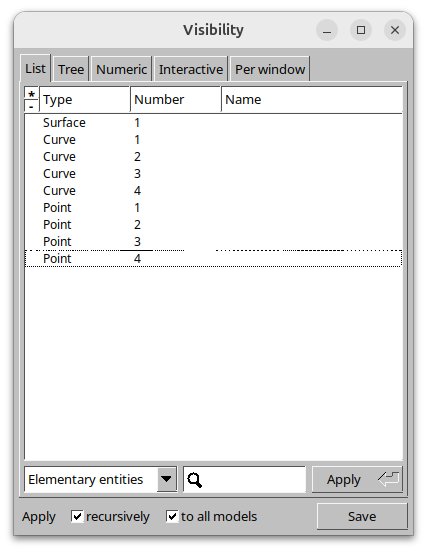 Visibility
List Tree Numeric Interactive Per window
* Type Number Name
-
Surface 1
Curve 1
Curve 2
Curve 3
Curve 4
Point 1
Point 2
Point 3
Point 4
Elementary entities Apply
Apply recursively to all models Save